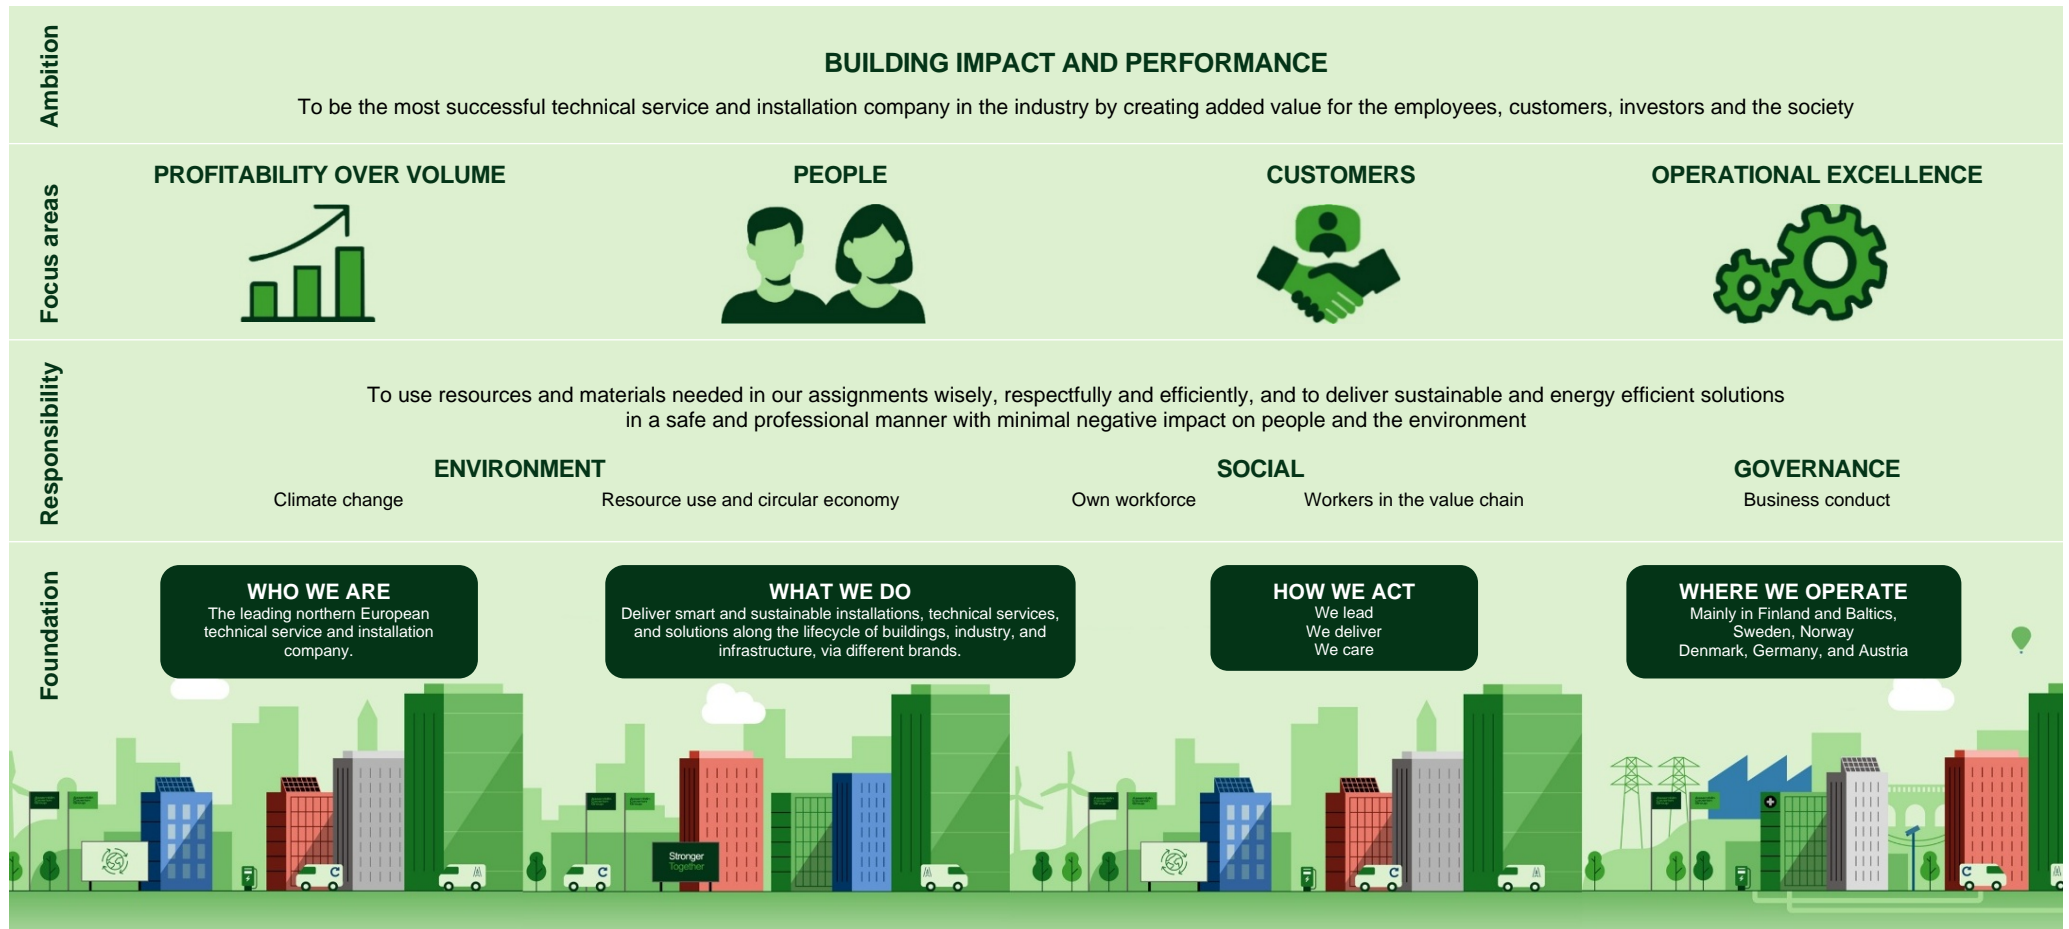 Ambition
BUILDING IMPACT AND PERFORMANCE
To be the most successful technical service and installation company in the industry by creating added value for the employees, customers, investors and the society
Focus areas
PROFITABILITY OVER VOLUME
PEOPLE
CUSTOMERS
OPERATIONAL EXCELLENCE
Responsibility
To use resources and materials needed in our assignments wisely, respectfully and efficiently, and to deliver sustainable and energy efficient solutions
in a safe and professional manner with minimal negative impact on people and the environment
ENVIRONMENT
Climate change
Resource use and circular economy
SOCIAL
Own workforce
Workers in the value chain
GOVERNANCE
Business conduct
Foundation
WHO WE ARE
The leading northern European
technical service and installation
company.
WHAT WE DO
Deliver smart and sustainable installations, technical services,
and solutions along the lifecycle of buildings, industry, and
infrastructure, via different brands.
HOW WE ACT
We lead
We deliver
We care
WHERE WE OPERATE
Mainly in Finland and Baltics,
Sweden, Norway
Denmark, Germany, and Austria
Stronger
Together